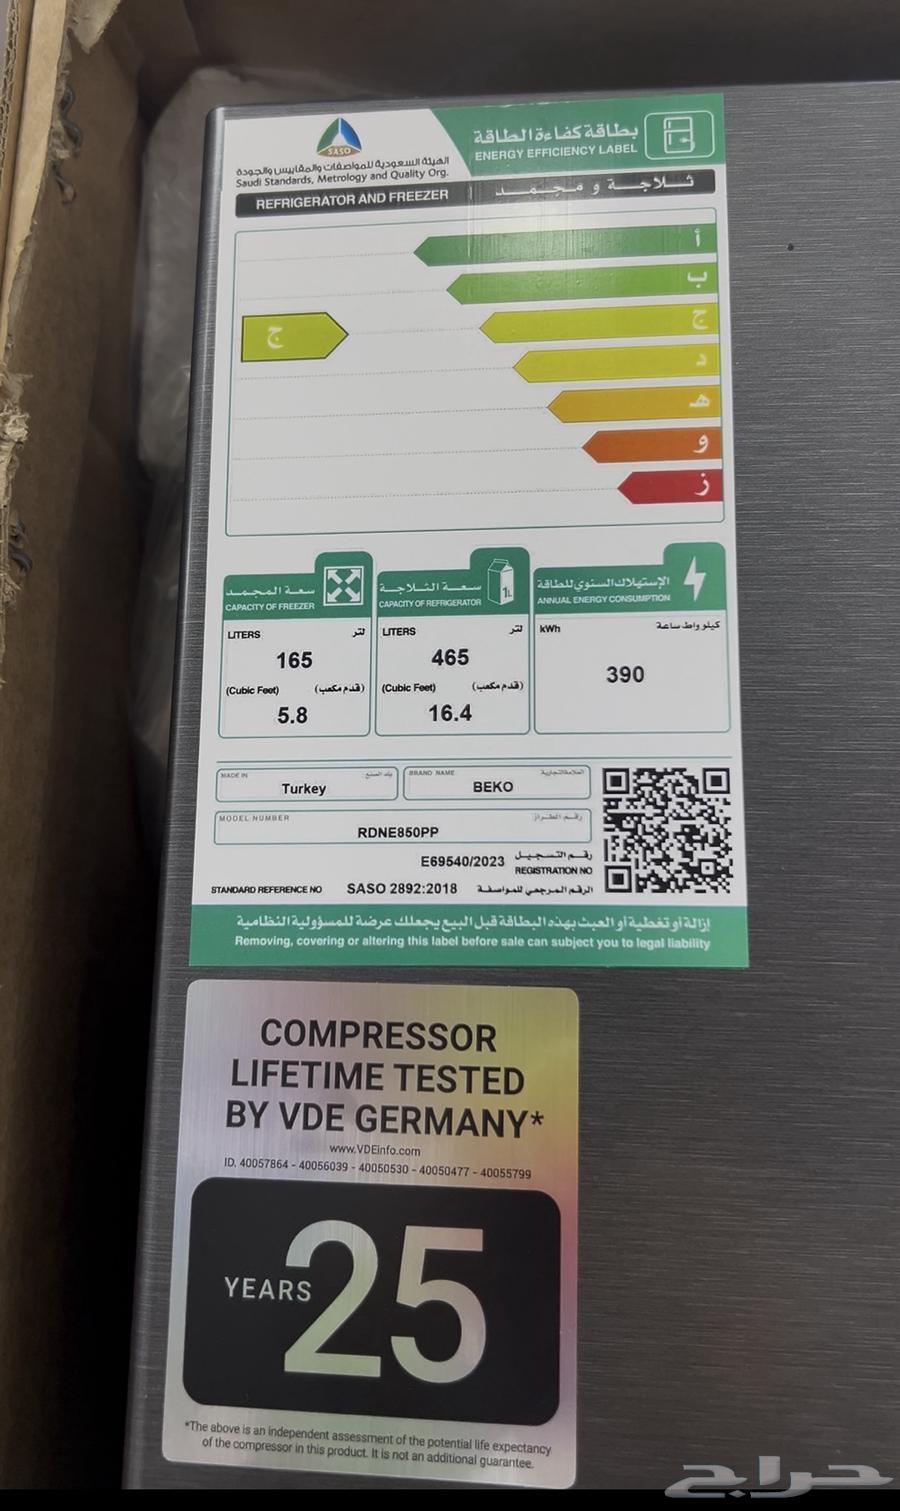 SASO
الهيئة السعودية للمواصفات والمقاييس والجودة
Saudi Standards, Metrology and Quality Org.
بطاقة كفاءة الطاقة
ENERGY EFFICIENCY LABEL
REFRIGERATOR AND FREEZER
ثلاجة و مجمد
أ
ب
ج
ج
د
هـ
و
ز
سعة المجمد
CAPACITY OF FREEZER
LITERS لتر
165
(Cubic Feet) (قدم مكعب)
5.8
سعة الثلاجة
CAPACITY OF REFRIGERATOR
1L
LITERS لتر
465
(Cubic Feet) (قدم مكعب)
16.4
الإستهلاك السنوي للطاقة
ANNUAL ENERGY CONSUMPTION
kWh كيلو واط ساعة
390
MADE IN بلد الصنع
Turkey
BRAND NAME العلامة التجارية
BEKO
MODEL NUMBER رقم الطراز
RDNE850PP
E69540/2023 رقم التسجيل
REGISTRATION NO
STANDARD REFERENCE NO SASO 2892:2018 الرقم المرجعي للمواصفة
إزالة أو تغطية أو العبث بهذه البطاقة قبل البيع يجعلك عرضة للمسؤولية النظامية
Removing, covering or altering this label before sale can subject you to legal liability
COMPRESSOR
LIFETIME TESTED
BY VDE GERMANY*
www.VDEinfo.com
ID. 40057864 - 40056039 - 40050530 - 40050477 - 40055799
YEARS 25
*The above is an independent assessment of the potential life expectancy
of the compressor in this product. It is not an additional guarantee.
حراج